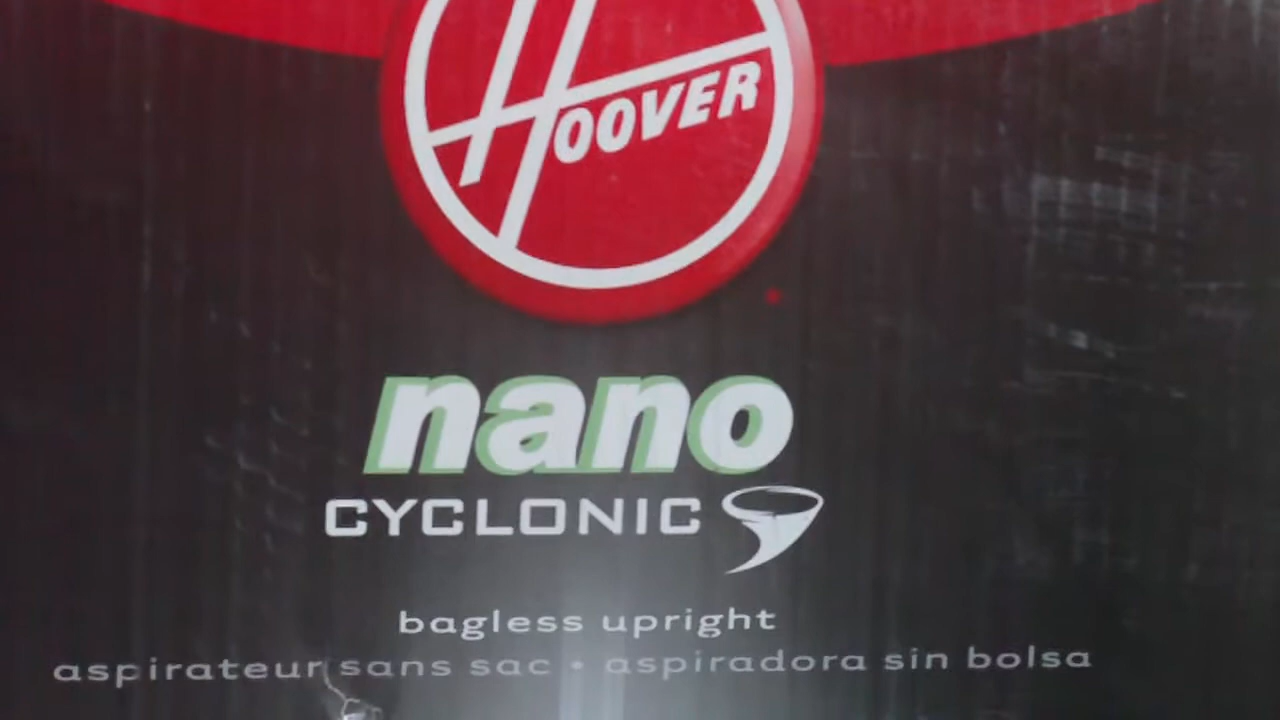 HOOVER
nano
CYCLONIC
bagless upright
aspirateur sans sac • aspiradora sin bolsa